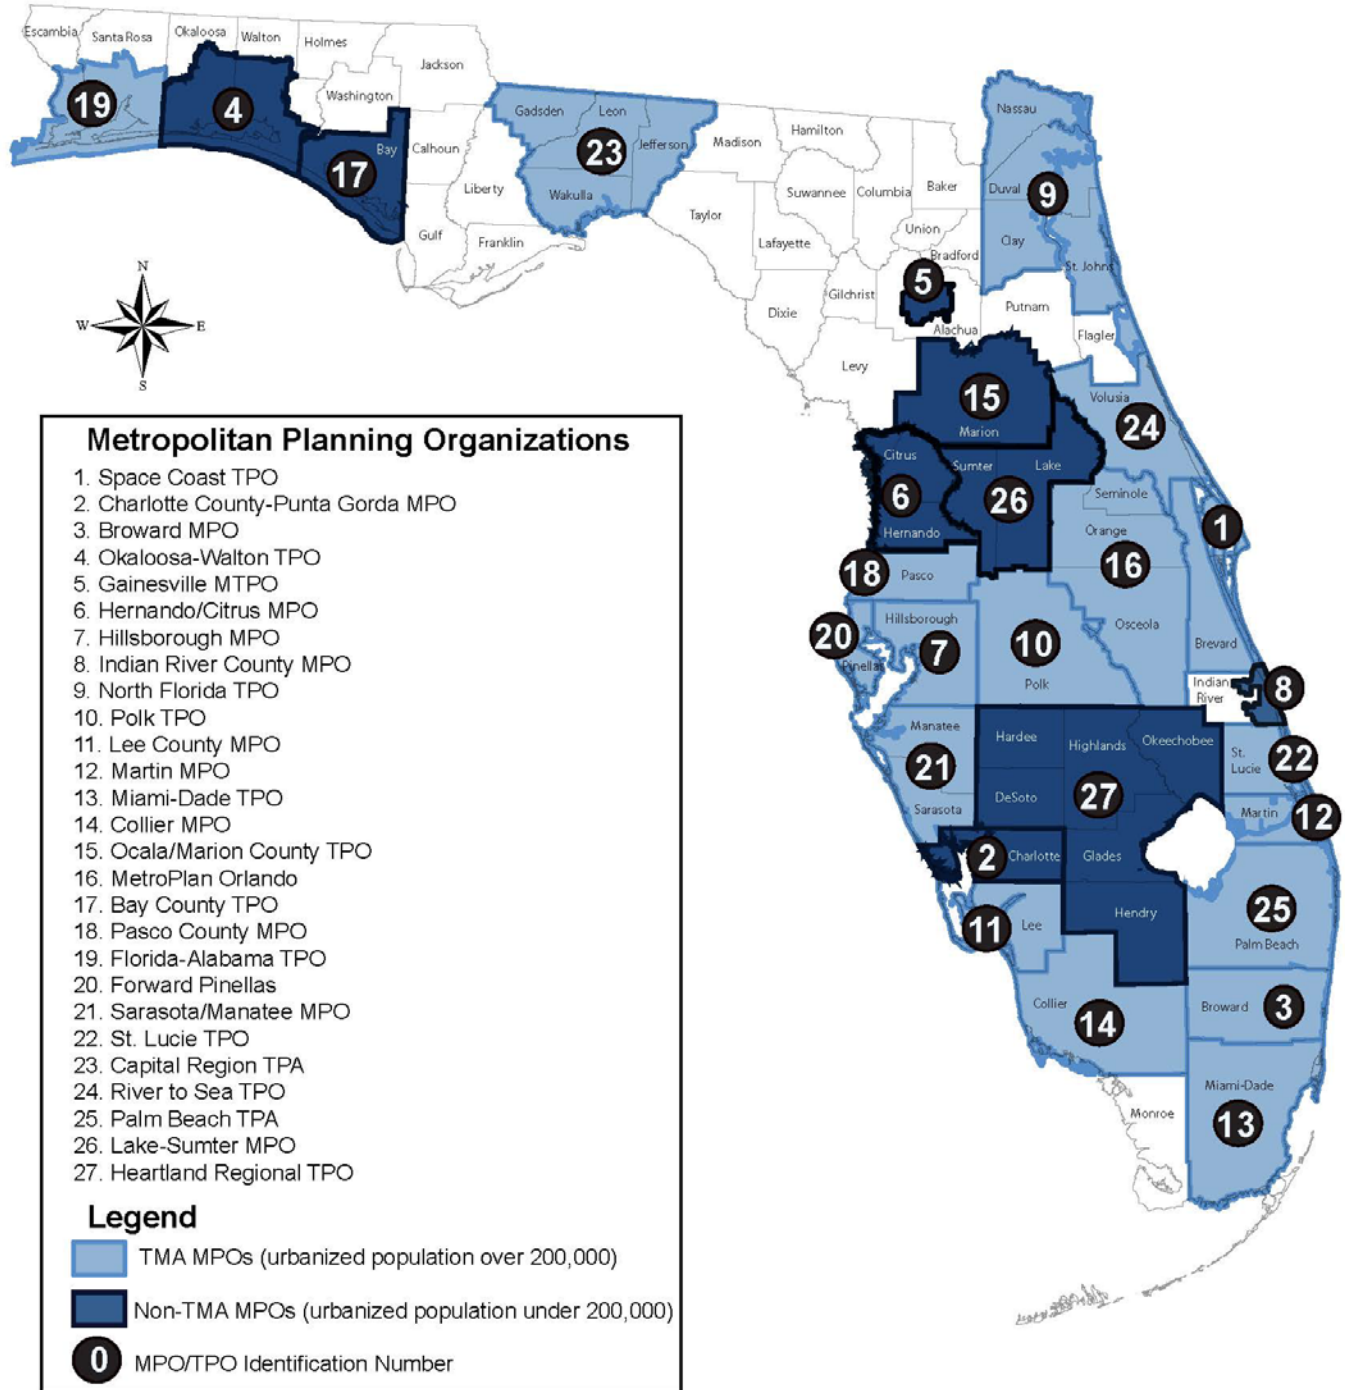 Escambia
Santa Rosa
Okaloosa
Walton
Holmes
Jackson
Washington
19
4
17
Bay
Calhoun
Liberty
Gulf
Franklin
Gadsden
Leon
Jefferson
23
Wakulla
Madison
Hamilton
Taylor
Suwannee
Columbia
Baker
Lafayette
Union
Bradford
5
Gilchrist
Dixie
Alachua
Levy
Nassau
Duval
9
Clay
St. Johns
Putnam
Flagler
N
W
E
S
15
Marion
Volusia
24
Citrus
Sumter
Lake
6
26
Hernando
Seminole
Orange
16
Osceola
1
Brevard
18
Pasco
20
Pinellas
Hillsborough
7
10
Polk
Indian
River
8
Manatee
21
Sarasota
Hardee
Highlands
Okeechobee
DeSoto
27
St.
Lucie
22
Martin
12
2
Charlotte
Glades
11
Lee
Hendry
25
Palm Beach
Collier
14
Broward
3
Miami-Dade
13
Monroe
Metropolitan Planning Organizations
1. Space Coast TPO
2. Charlotte County-Punta Gorda MPO
3. Broward MPO
4. Okaloosa-Walton TPO
5. Gainesville MTPO
6. Hernando/Citrus MPO
7. Hillsborough MPO
8. Indian River County MPO
9. North Florida TPO
10. Polk TPO
11. Lee County MPO
12. Martin MPO
13. Miami-Dade TPO
14. Collier MPO
15. Ocala/Marion County TPO
16. MetroPlan Orlando
17. Bay County TPO
18. Pasco County MPO
19. Florida-Alabama TPO
20. Forward Pinellas
21. Sarasota/Manatee MPO
22. St. Lucie TPO
23. Capital Region TPA
24. River to Sea TPO
25. Palm Beach TPA
26. Lake-Sumter MPO
27. Heartland Regional TPO
Legend
TMA MPOs (urbanized population over 200,000)
Non-TMA MPOs (urbanized population under 200,000)
0 MPO/TPO Identification Number